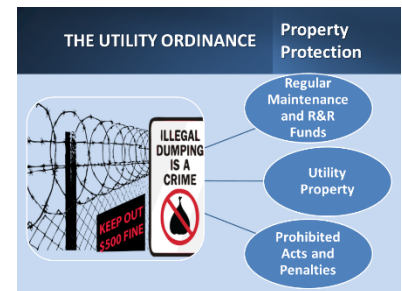 THE UTILITY ORDINANCE
Property
Protection
ILLEGAL
DUMPING
IS A
CRIME
KEEP OUT
$500 FINE
Regular
Maintenance
and R&R
Funds
Utility
Property
Prohibited
Acts and
Penalties